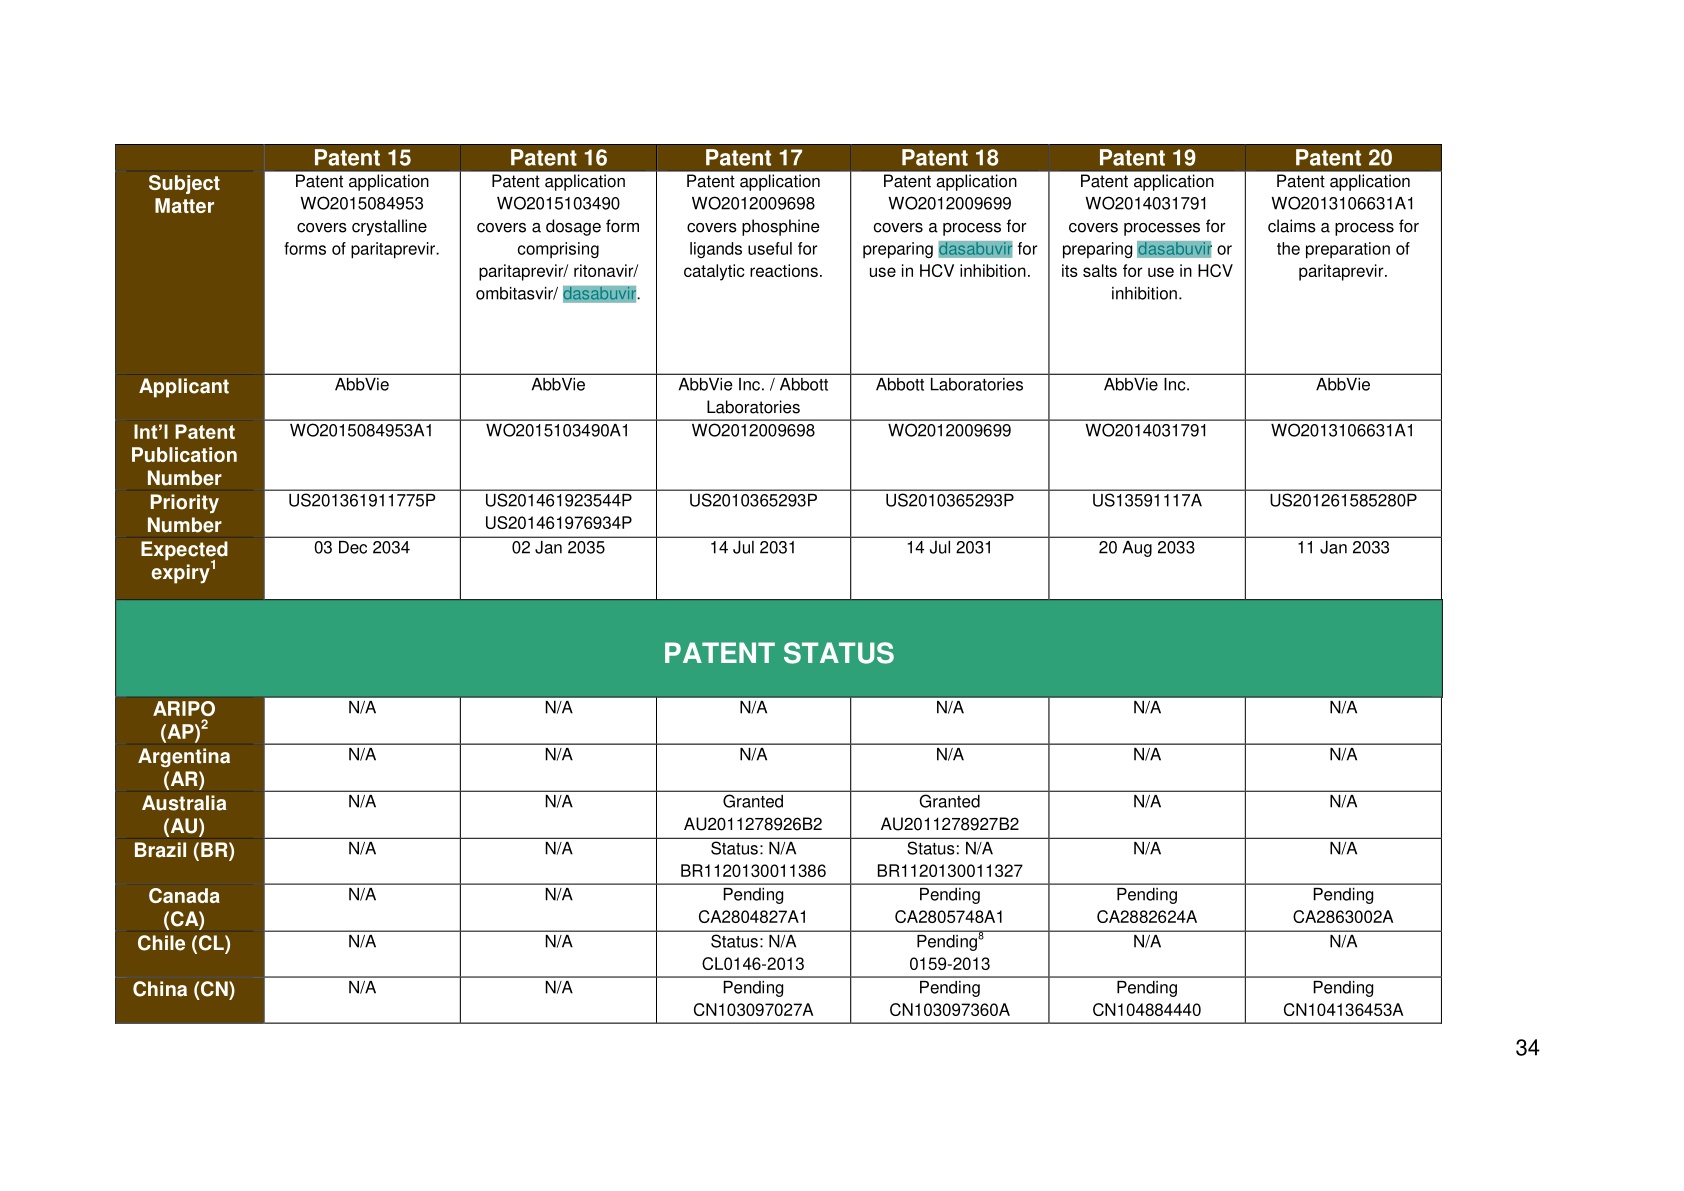 Patent 15 Patent 16 Patent 17 Patent 18 Patent 19 Patent 20
Subject Matter
Patent application
WO2015084953
covers crystalline
forms of paritaprevir.
Patent application
WO2015103490
covers a dosage form
comprising
paritaprevir/ ritonavir/
ombitasvir/ dasabuvir.
Patent application
WO2012009698
covers phosphine
ligands useful for
catalytic reactions.
Patent application
WO2012009699
covers a process for
preparing dasabuvir for
use in HCV inhibition.
Patent application
WO2014031791
covers processes for
preparing dasabuvir or
its salts for use in HCV
inhibition.
Patent application
WO2013106631A1
claims a process for
the preparation of
paritaprevir.
Applicant
AbbVie
AbbVie
AbbVie Inc. / Abbott
Laboratories
Abbott Laboratories
AbbVie Inc.
AbbVie
Int’l Patent
Publication
Number
WO2015084953A1
WO2015103490A1
WO2012009698
WO2012009699
WO2014031791
WO2013106631A1
Priority
Number
US201361911775P
US201461923544P
US201461976934P
US2010365293P
US2010365293P
US13591117A
US201261585280P
Expected
expiry1
03 Dec 2034
02 Jan 2035
14 Jul 2031
14 Jul 2031
20 Aug 2033
11 Jan 2033
PATENT STATUS
ARIPO
(AP)2
N/A
N/A
N/A
N/A
N/A
N/A
Argentina
(AR)
N/A
N/A
N/A
N/A
N/A
N/A
Australia
(AU)
N/A
N/A
Granted
AU2011278926B2
Granted
AU2011278927B2
N/A
N/A
Brazil (BR)
N/A
N/A
Status: N/A
BR1120130011386
Status: N/A
BR1120130011327
N/A
N/A
Canada
(CA)
N/A
N/A
Pending
CA2804827A1
Pending
CA2805748A1
Pending
CA2882624A
Pending
CA2863002A
Chile (CL)
N/A
N/A
Status: N/A
CL0146-2013
Pending8
0159-2013
N/A
N/A
China (CN)
N/A
N/A
Pending
CN103097027A
Pending
CN103097360A
Pending
CN104884440
Pending
CN104136453A
34